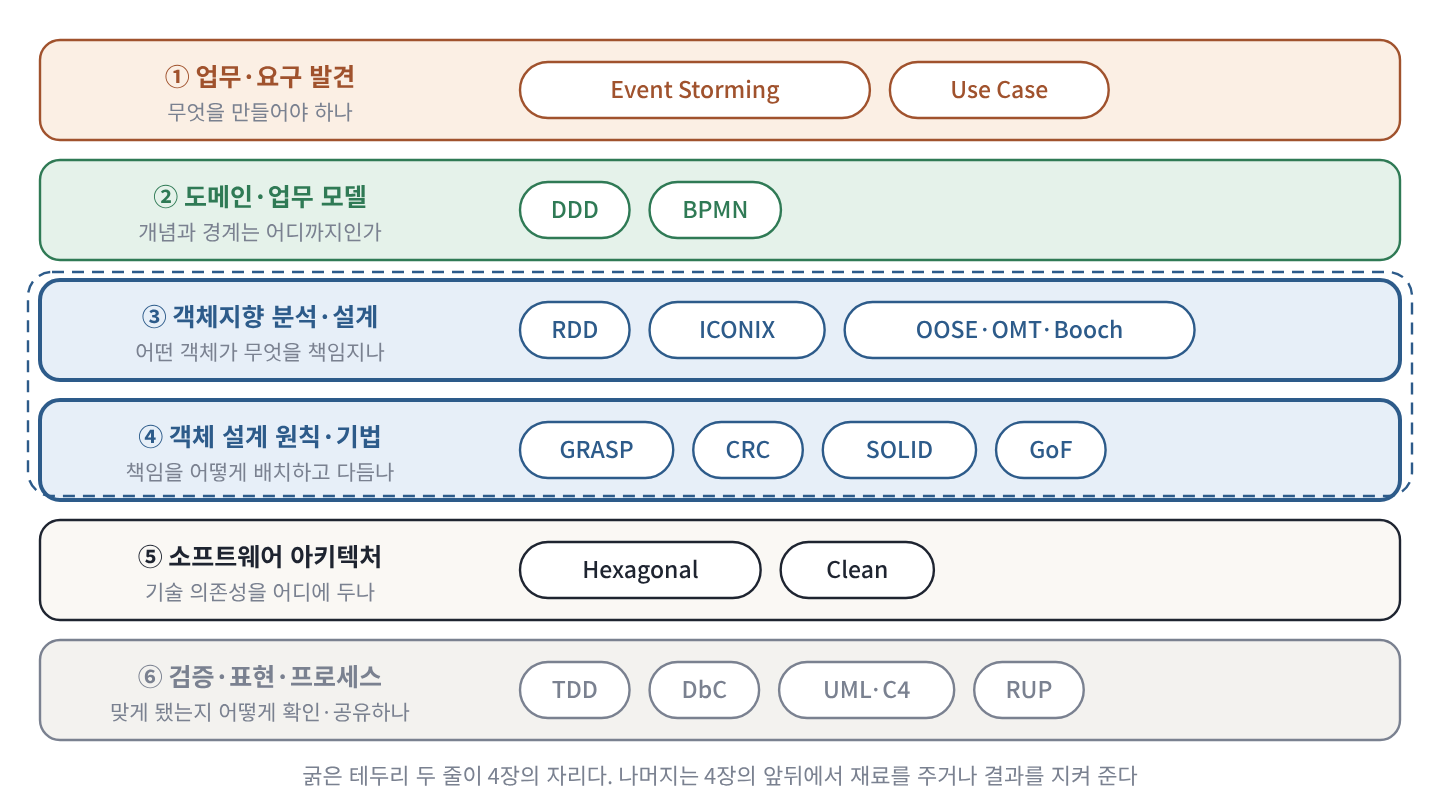 ① 업무·요구 발견
무엇을 만들어야 하나
Event Storming
Use Case
② 도메인·업무 모델
개념과 경계는 어디까지인가
DDD
BPMN
③ 객체지향 분석·설계
어떤 객체가 무엇을 책임지나
RDD
ICONIX
OOSE·OMT·Booch
④ 객체 설계 원칙·기법
책임을 어떻게 배치하고 다듬나
GRASP
CRC
SOLID
GoF
⑤ 소프트웨어 아키텍처
기술 의존성을 어디에 두나
Hexagonal
Clean
⑥ 검증·표현·프로세스
맞게 됐는지 어떻게 확인·공유하나
TDD
DbC
UML·C4
RUP
굵은 테두리 두 줄이 4장의 자리다. 나머지는 4장의 앞뒤에서 재료를 주거나 결과를 지켜 준다